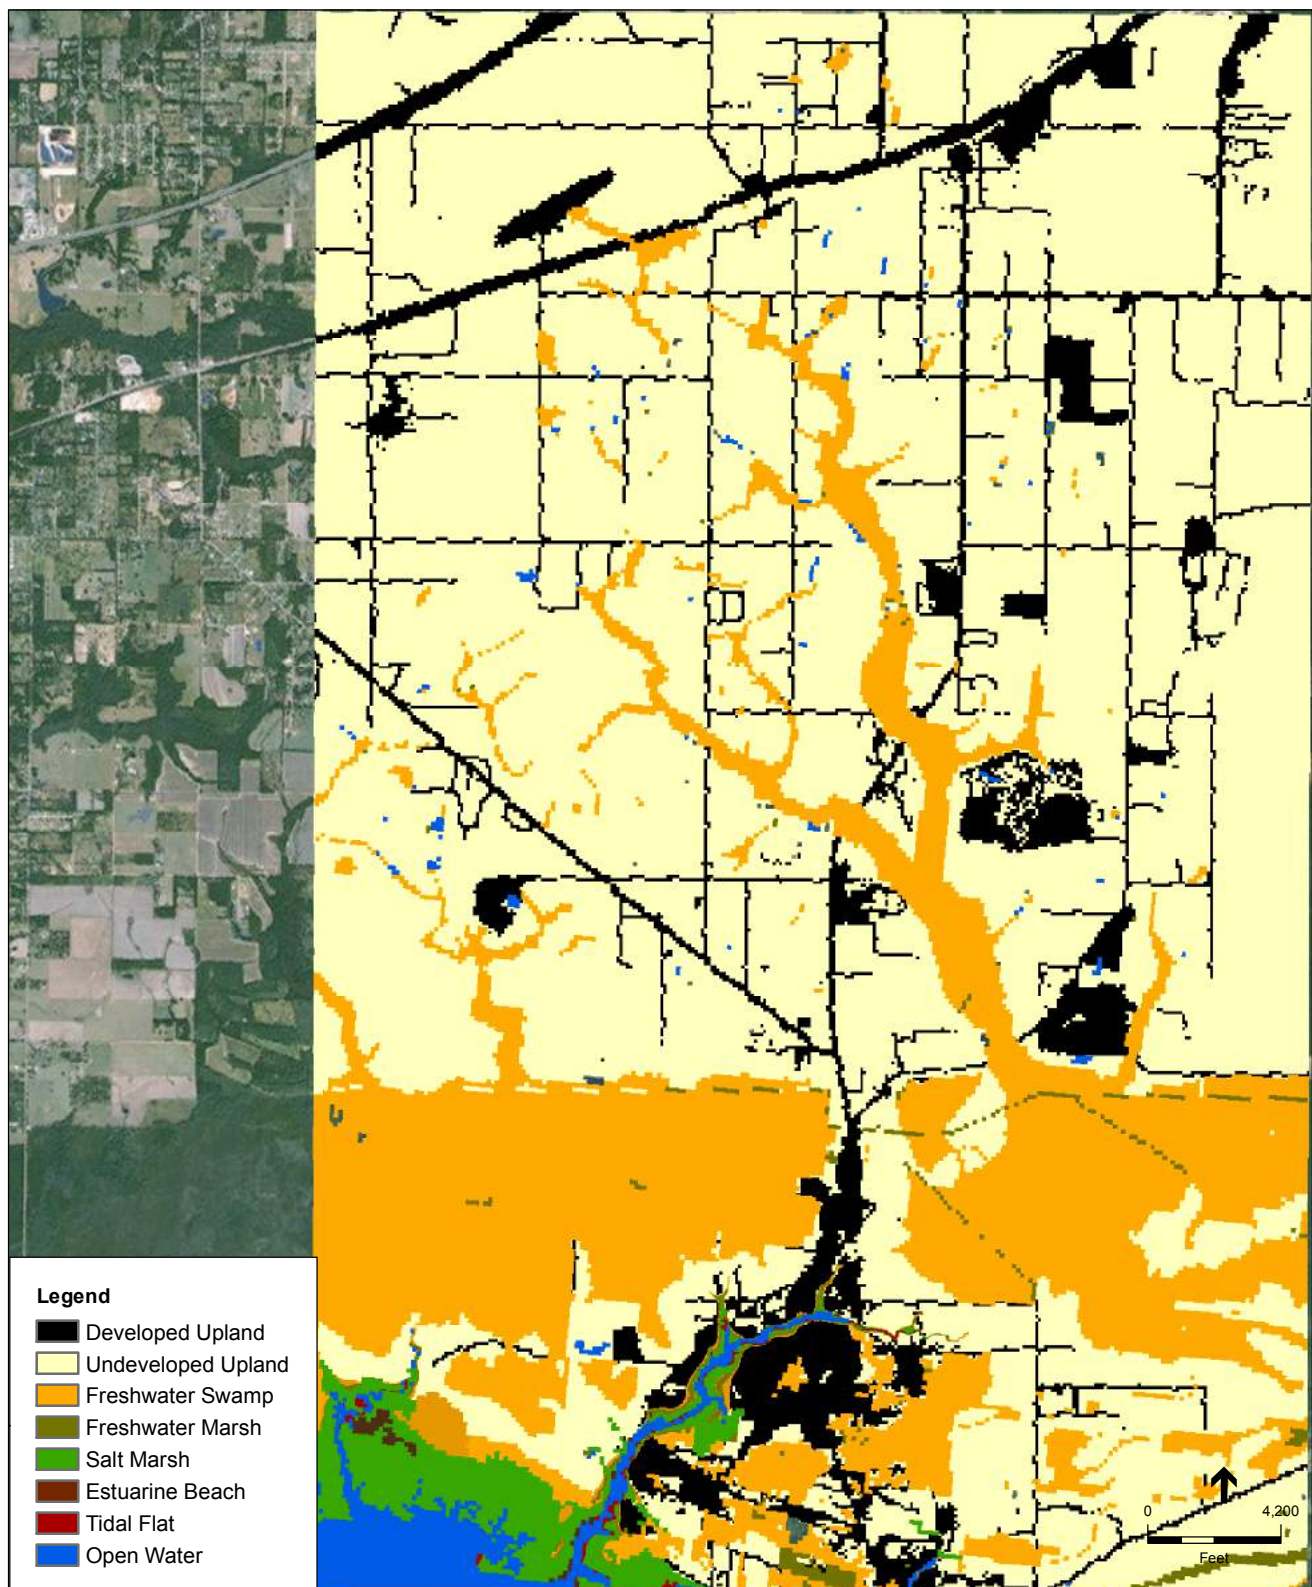 Legend
Developed Upland
Undeveloped Upland
Freshwater Swamp
Freshwater Marsh
Salt Marsh
Estuarine Beach
Tidal Flat
Open Water
0 4,200
Feet